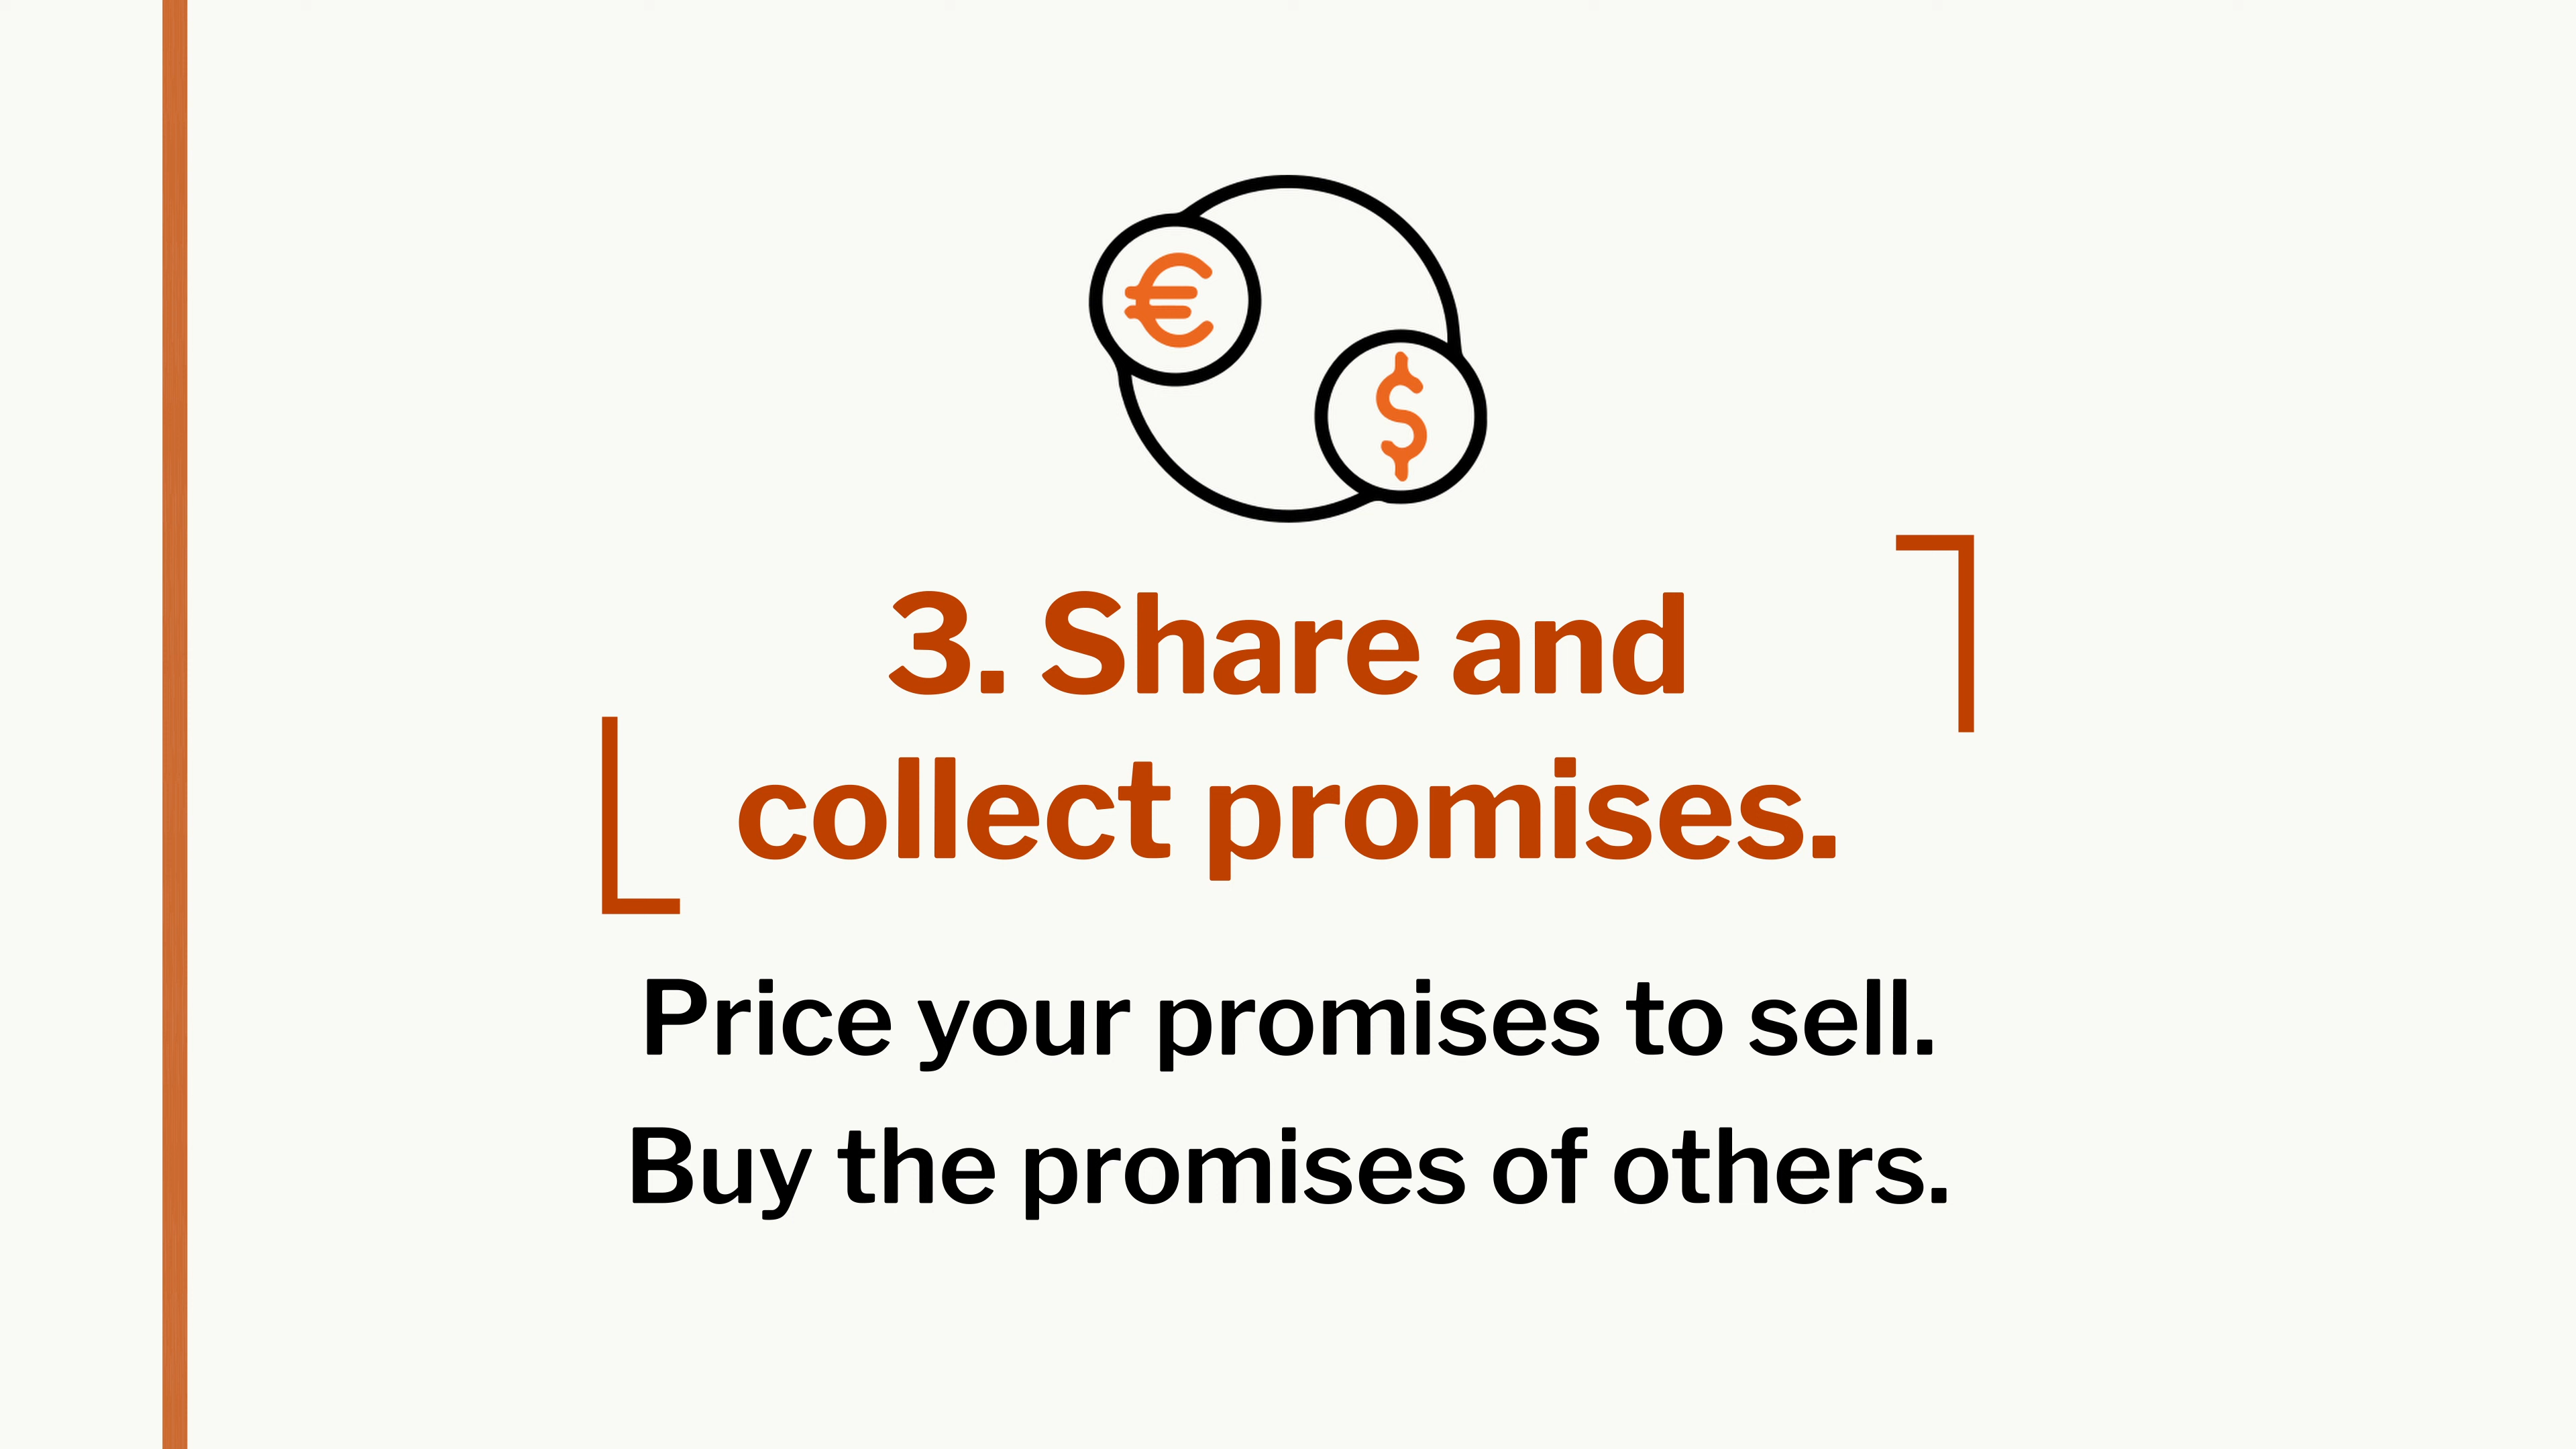 €
$
3. Share and
collect promises.
Price your promises to sell.
Buy the promises of others.